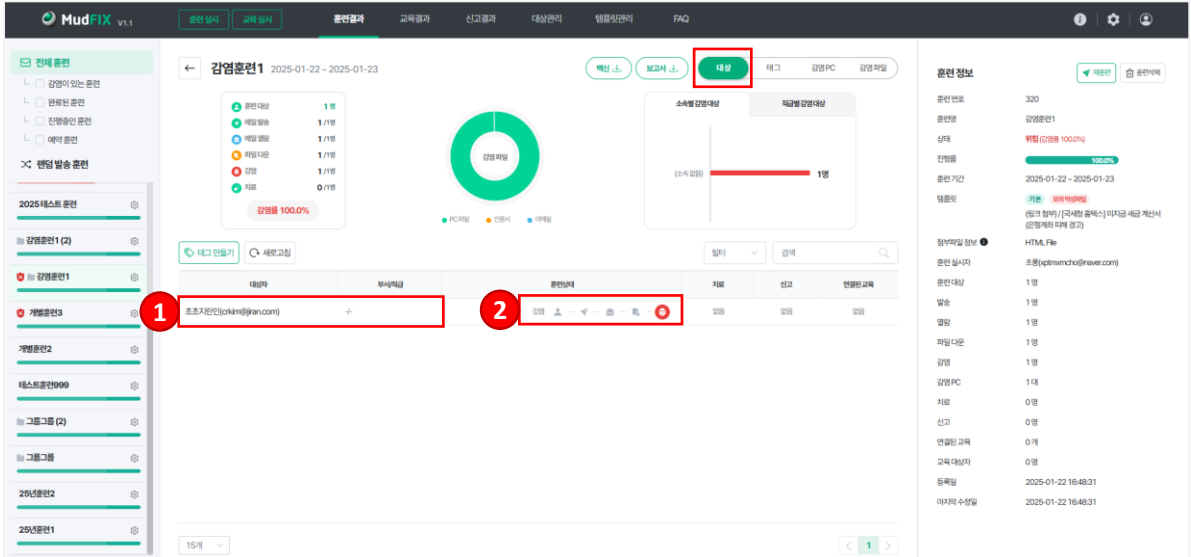 MudFIX V1.1
훈련 실시
교육 실시
훈련결과
교육결과
신고결과
대상관리
템플릿관리
FAQ
전체 훈련
감염이 있는 훈련
완료된 훈련
진행중인 훈련
예약 훈련
랜덤 발송 훈련
2025 테스트 훈련
감염훈련1 (2)
감염훈련1
개별훈련3
개별훈련2
테스트훈련999
그룹그룹 (2)
그룹그룹
25년훈련2
25년훈련1
감염훈련1 2025-01-22 ~ 2025-01-23
백신
보고서
대상
태그
감염 PC
감염 파일
훈련 대상 1 명
메일 발송 1 /1명
메일 열람 1 /1명
파일 다운 1 /1명
감염 1 /1명
치료 0 /1명
감염률 100.0%
감염 파일
PC 파일
인증서
이메일
소속별 감염 대상
직급별 감염 대상
(소속 없음)
1명
태그 만들기
새로고침
필터
검색
대상자
부서/직급
훈련상태
치료
신고
연결된 교육
1
초초지란인(crkim@jiran.com)
-/-
2
감염
없음
없음
없음
15개
1
훈련 정보
재훈련
훈련삭제
훈련 번호 320
훈련명 감염훈련1
상태 위험 (감염률 100.0%)
진행률 100.0%
훈련 기간 2025-01-22 ~ 2025-01-23
템플릿 기본 모의 악성메일
(링크 첨부) / [국세청 홈택스] 미지급 세금 계산서
(은행계좌 피해 경고)
첨부파일 정보 HTML File
훈련 실시자 조롱(xptmxmcho@naver.com)
훈련 대상 1 명
발송 1 명
열람 1 명
파일 다운 1 명
감염 1 명
감염 PC 1 대
치료 0 명
신고 0 명
연결된 교육 0 개
교육 대상자 0 명
등록일 2025-01-22 16:48:31
마지막 수정일 2025-01-22 16:48:31